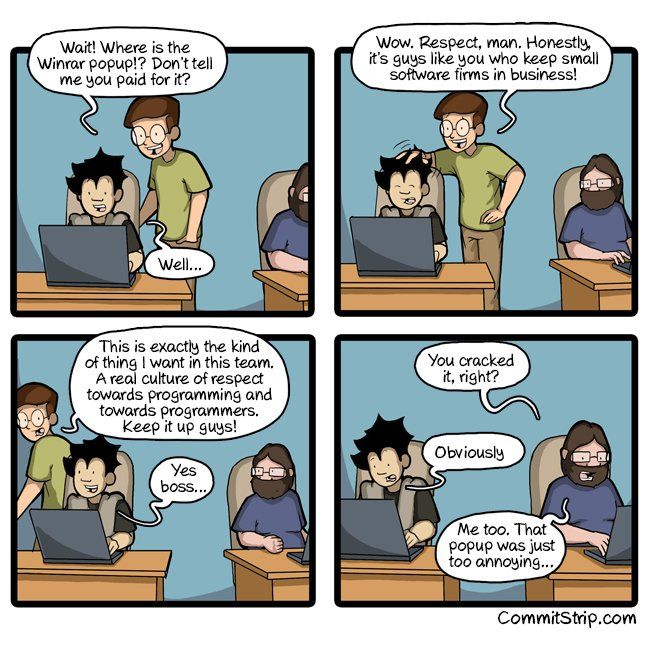 Wait! Where is the
Winrar popup!? Don't tell
me you paid for it?
Well...
Wow. Respect, man. Honestly,
it's guys like you who keep small
software firms in business!
This is exactly the kind
of thing I want in this team.
A real culture of respect
towards programming and
towards programmers.
Keep it up guys!
Yes
boss...
You cracked
it, right?
Obviously
Me too. That
popup was just
too annoying...
CommitStrip.com